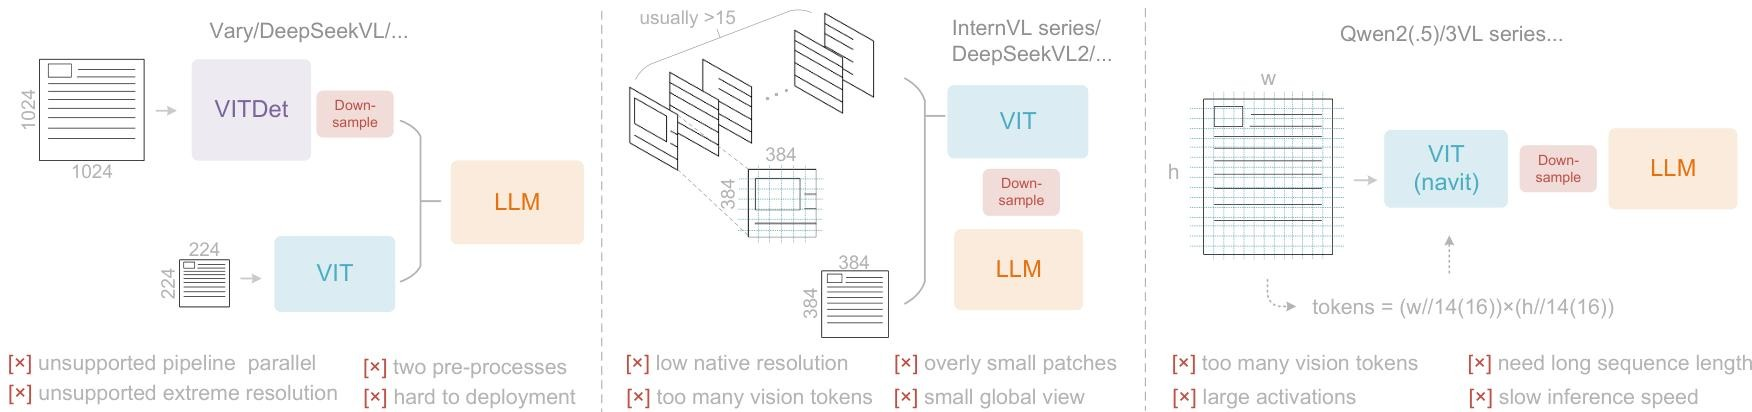 Vary/DeepSeekVL/...
1024
1024
VITDet
Down-
sample
LLM
224
224
VIT
[×] unsupported pipeline parallel
[×] unsupported extreme resolution
[×] two pre-processes
[×] hard to deployment
usually >15
InternVL series/
DeepSeekVL2/...
384
384
384
384
VIT
Down-
sample
LLM
[×] low native resolution
[×] too many vision tokens
[×] overly small patches
[×] small global view
Qwen2(.5)/3VL series...
w
h
VIT
(navit)
Down-
sample
LLM
tokens = (w//14(16))×(h//14(16))
[×] too many vision tokens
[×] large activations
[×] need long sequence length
[×] slow inference speed